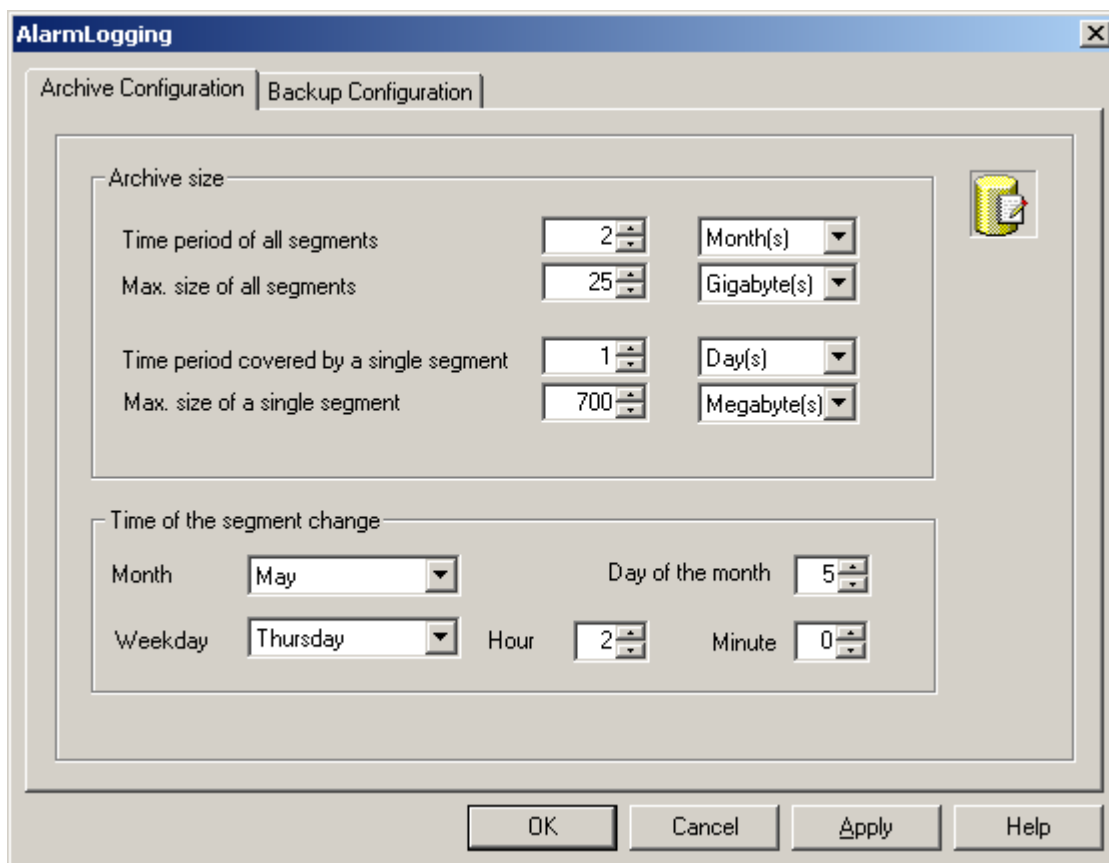 AlarmLogging
Archive Configuration Backup Configuration
Archive size
Time period of all segments 2 Month(s)
Max. size of all segments 25 Gigabyte(s)
Time period covered by a single segment 1 Day(s)
Max. size of a single segment 700 Megabyte(s)
Time of the segment change
Month May Day of the month 5
Weekday Thursday Hour 2 Minute 0
OK Cancel Apply Help